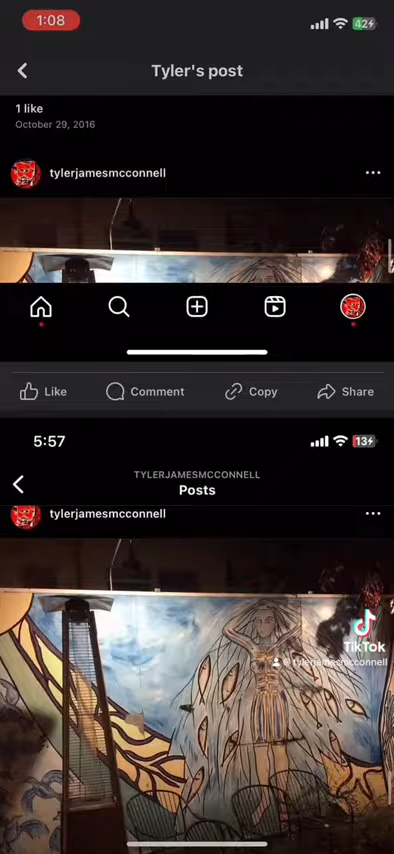 1:08
42
Tyler's post
1 like
October 29, 2016
tylerjamesmcconnell
Like
Comment
Copy
Share
5:57
13
TYLERJAMESMCCONNELL
Posts
tylerjamesmcconnell
TikTok
@ tylerjamesmcconnell